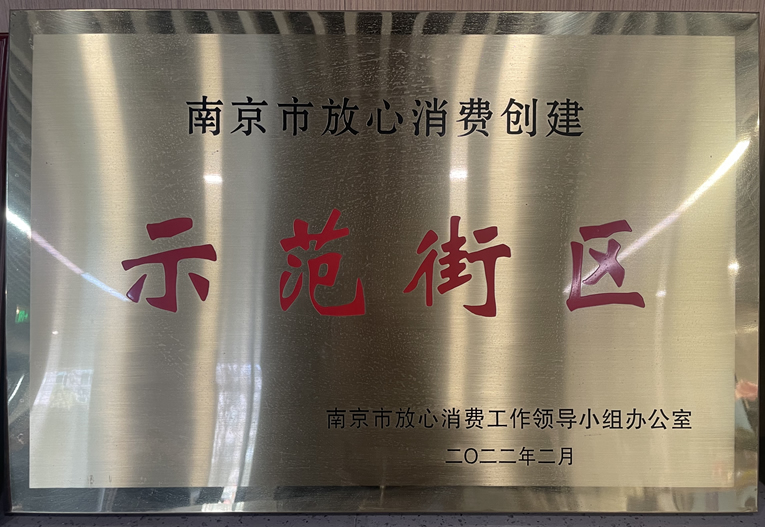 南京市放心消费创建
示范街区
南京市放心消费工作领导小组办公室
二〇二二年二月